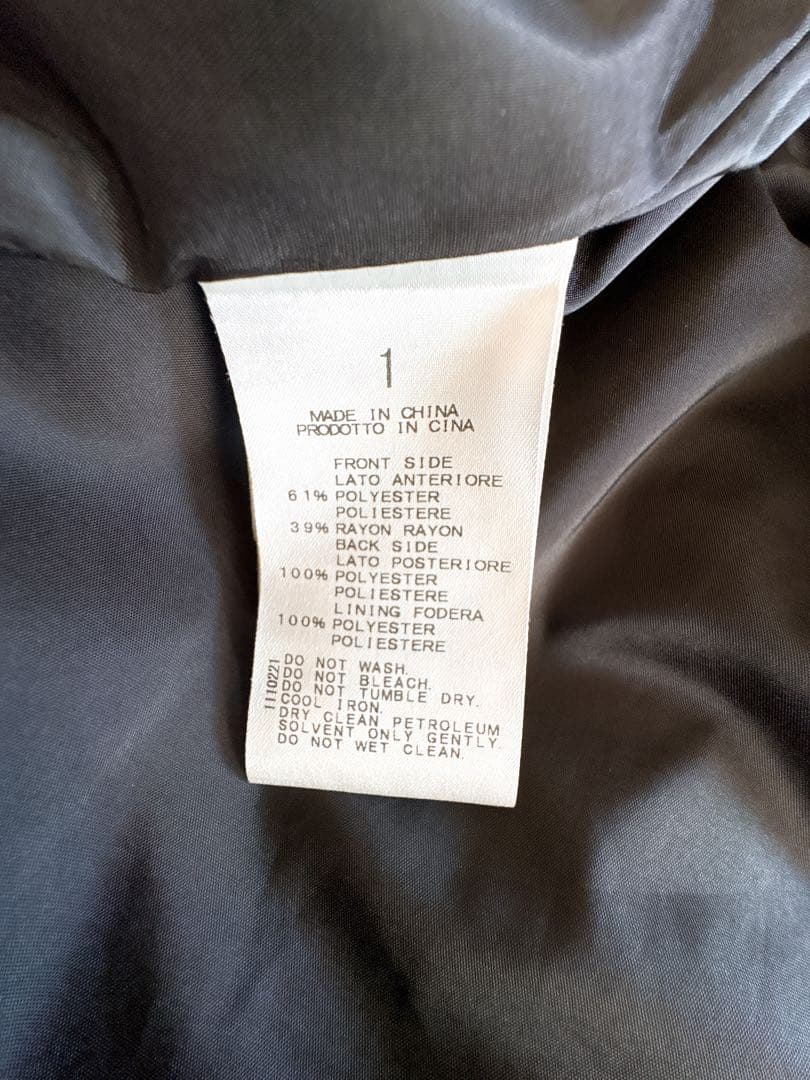 1
MADE IN CHINA
PRODOTTO IN CINA
FRONT SIDE
LATO ANTERIORE
61% POLYESTER
POLIESTERE
39% RAYON RAYON
BACK SIDE
LATO POSTERIORE
100% POLYESTER
POLIESTERE
LINING FODERA
100% POLYESTER
POLIESTERE
1110221
DO NOT WASH.
DO NOT BLEACH.
DO NOT TUMBLE DRY.
COOL IRON.
DRY CLEAN PETROLEUM
SOLVENT ONLY GENTLY.
DO NOT WET CLEAN.